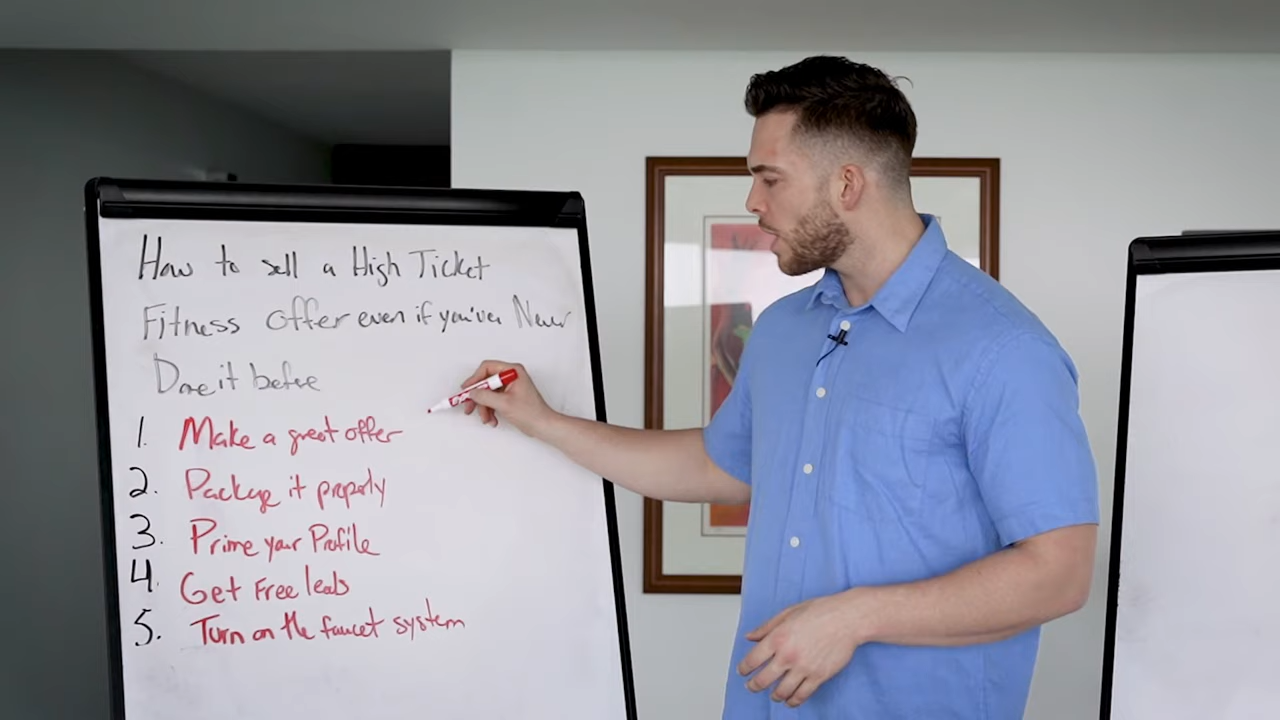 How to sell a High Ticket
Fitness offer even if you've Never
Done it before
1. Make a great offer
2. Package it properly
3. Prime your Profile
4. Get Free leads
5. Turn on the faucet system